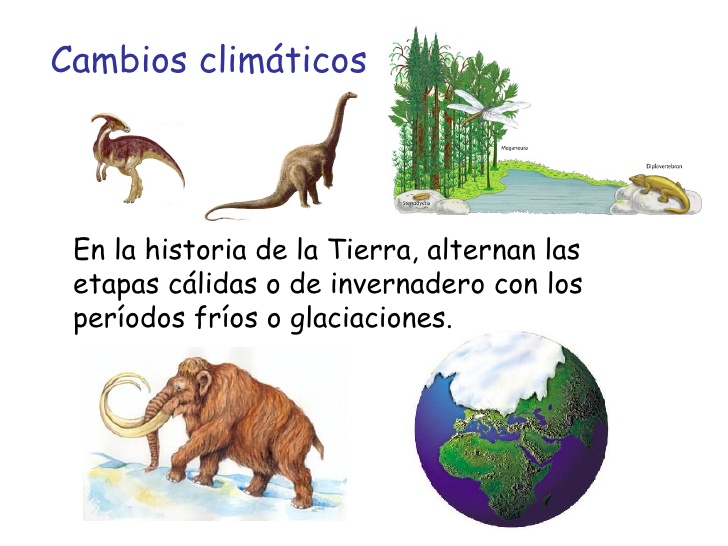 Cambios climáticos
Meganeura
Diplovertebron
Stenodyctia
En la historia de la Tierra, alternan las
etapas cálidas o de invernadero con los
períodos fríos o glaciaciones.